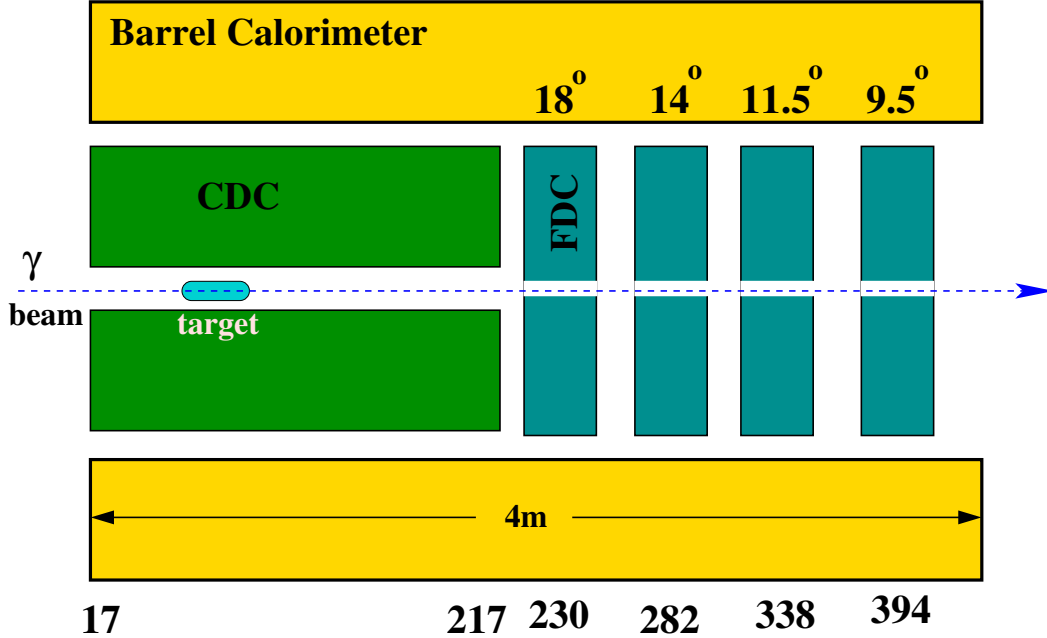 Barrel Calorimeter
18° 14° 11.5° 9.5°
CDC
FDC
γ
beam
target
4m
17 217 230 282 338 394